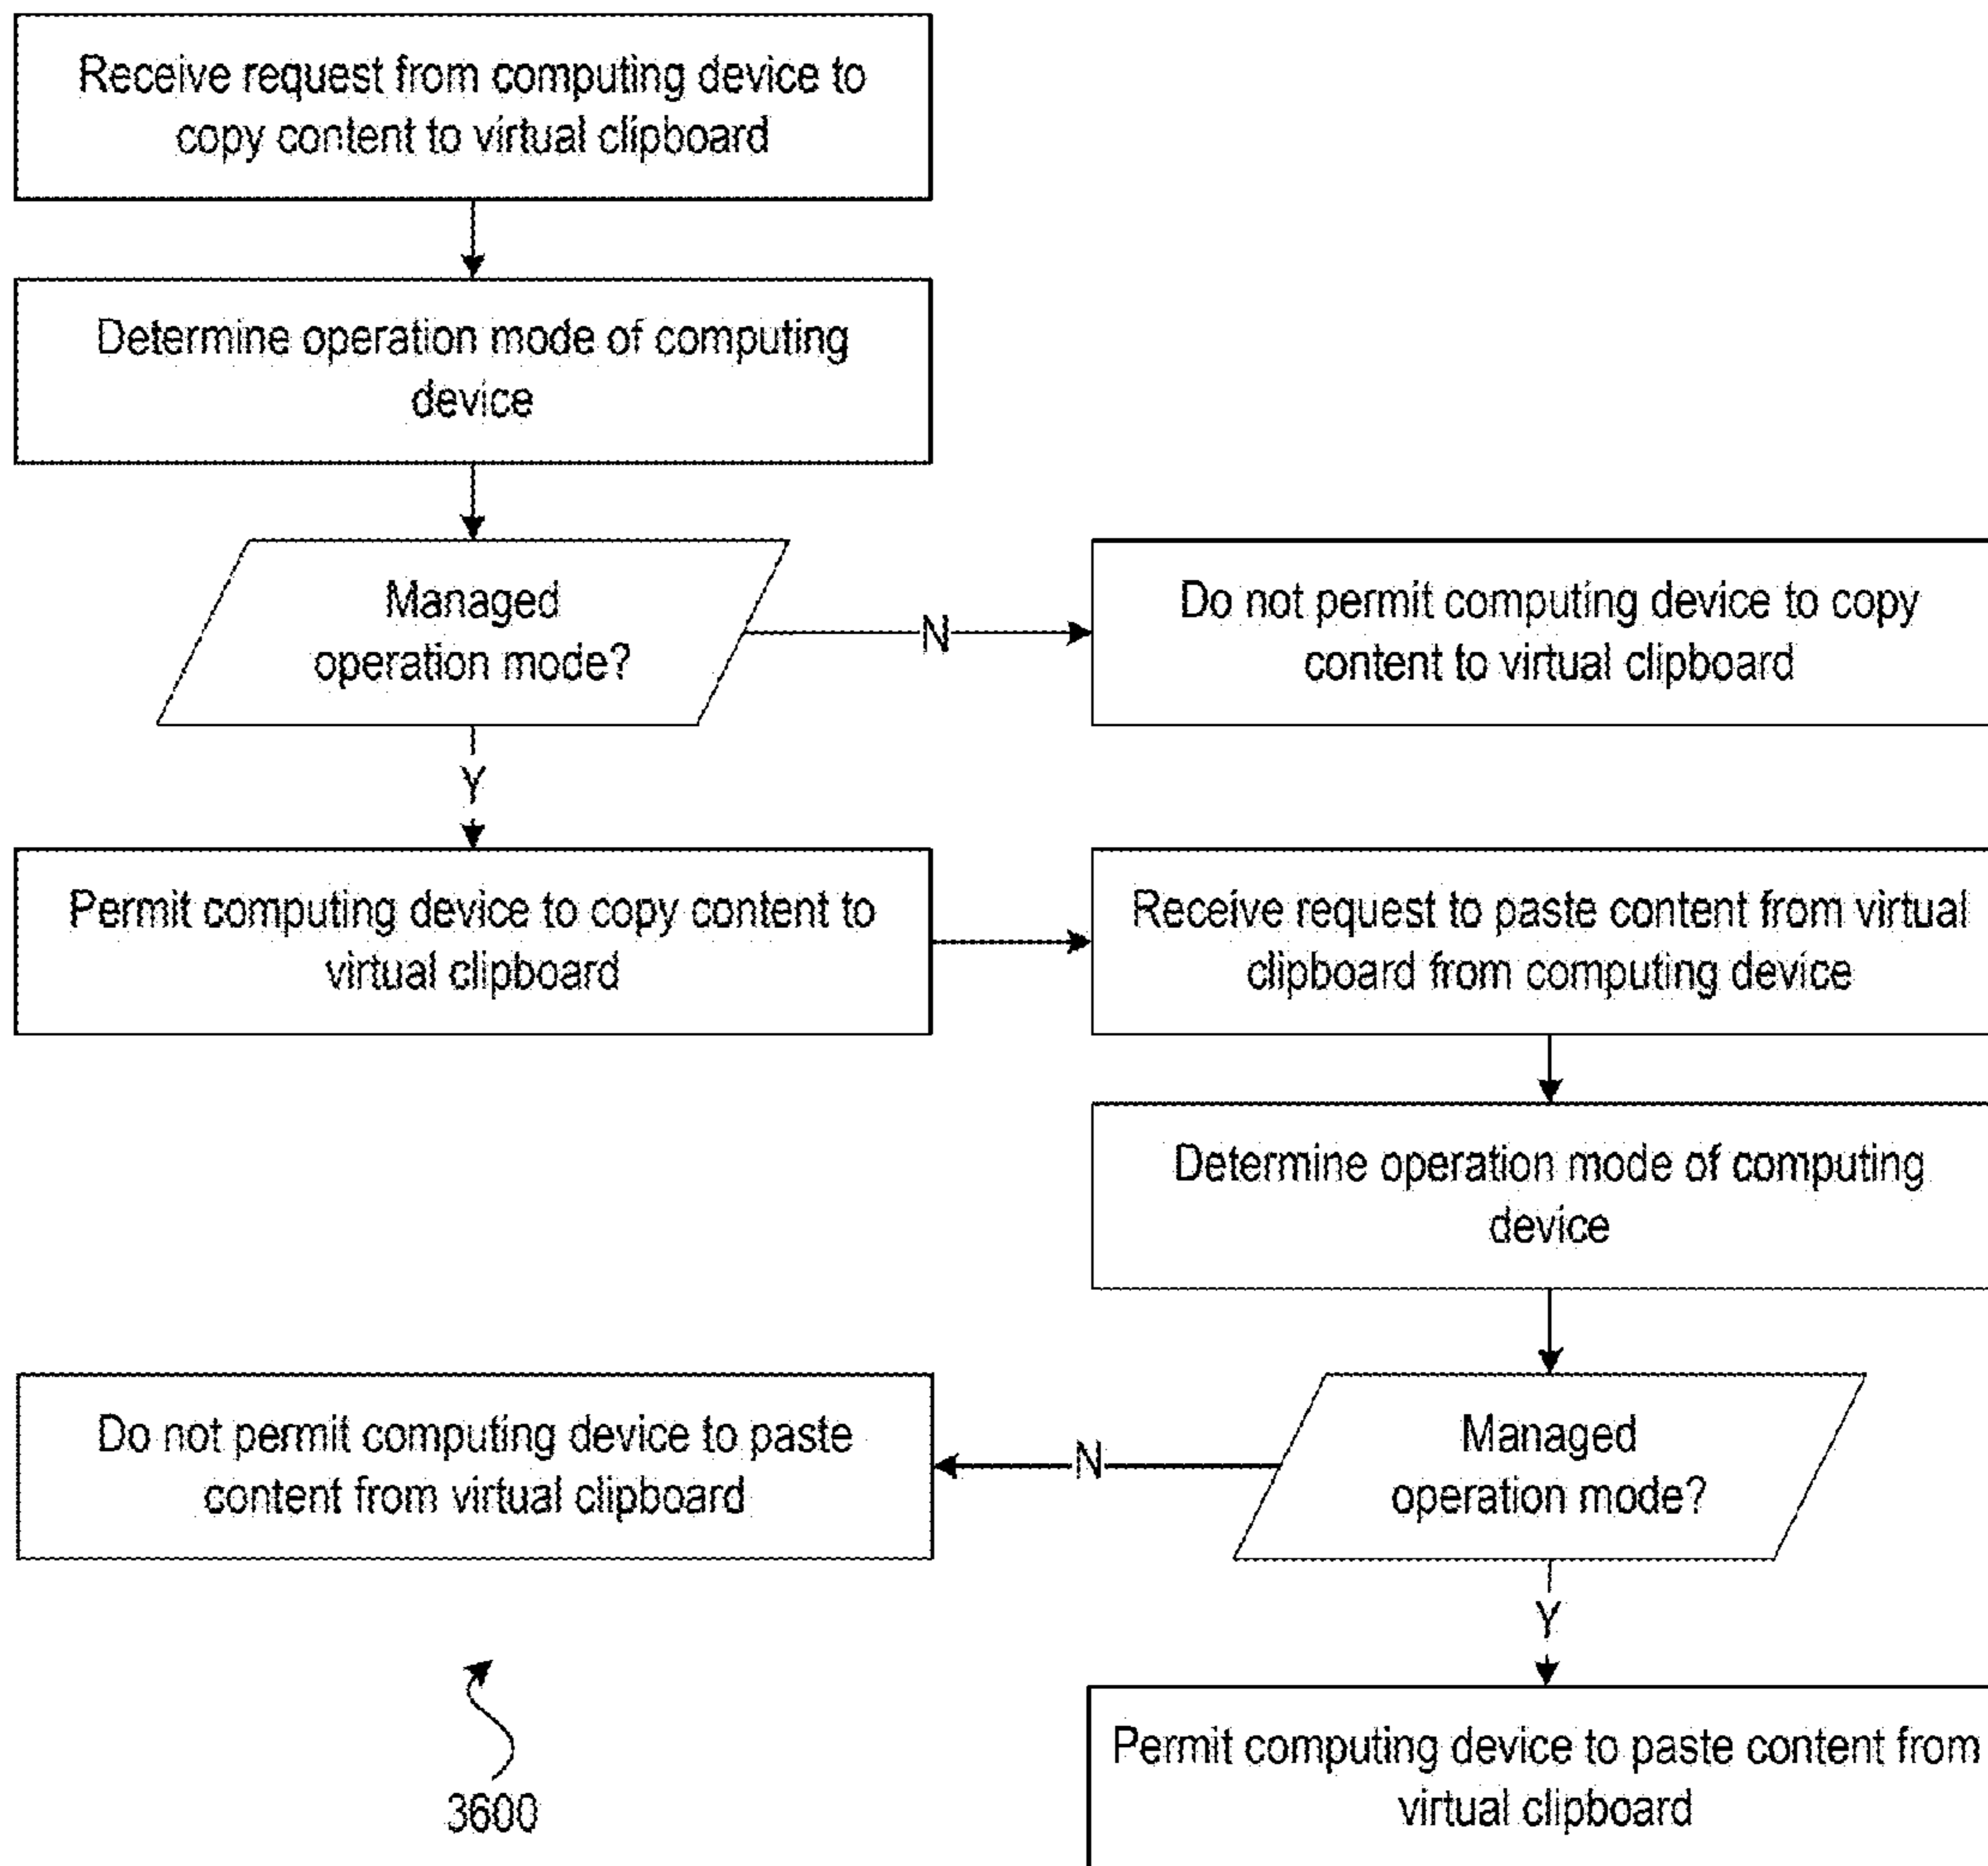 Receive request from computing device to
copy content to virtual clipboard
Determine operation mode of computing
device
Managed
operation mode?
N
Do not permit computing device to copy
content to virtual clipboard
Y
Permit computing device to copy content to
virtual clipboard
Receive request to paste content from virtual
clipboard from computing device
Determine operation mode of computing
device
Managed
operation mode?
N
Do not permit computing device to paste
content from virtual clipboard
Y
Permit computing device to paste content from
virtual clipboard
3600